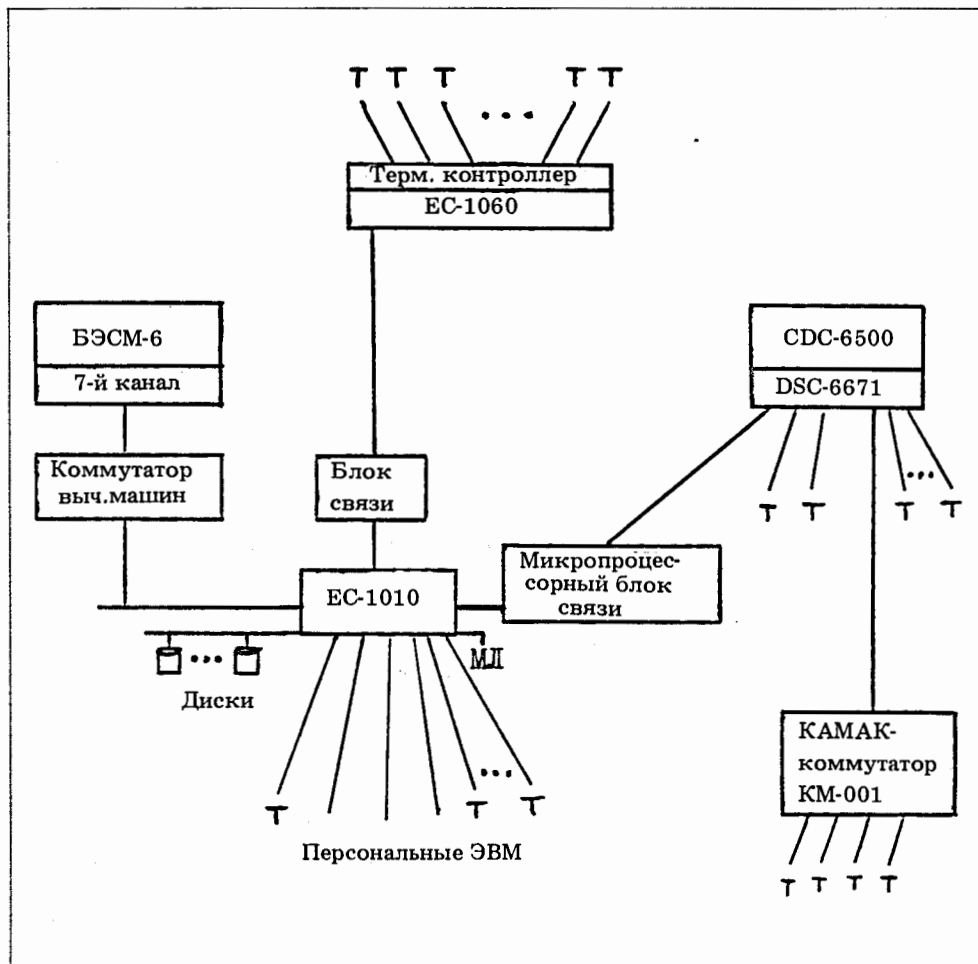 Т Т Т ... Т Т
Терм. контроллер
ЕС-1060
БЭСМ-6
7-й канал
CDC-6500
DSC-6671
Коммутатор
выч.машин
Блок
связи
Т Т Т ... Т
Микропроцес-
сорный блок
связи
ЕС-1010
МЛ
... 
Диски
Т Т ... Т
Персональные ЭВМ
КАМАК-
коммутатор
КМ-001
Т Т Т Т